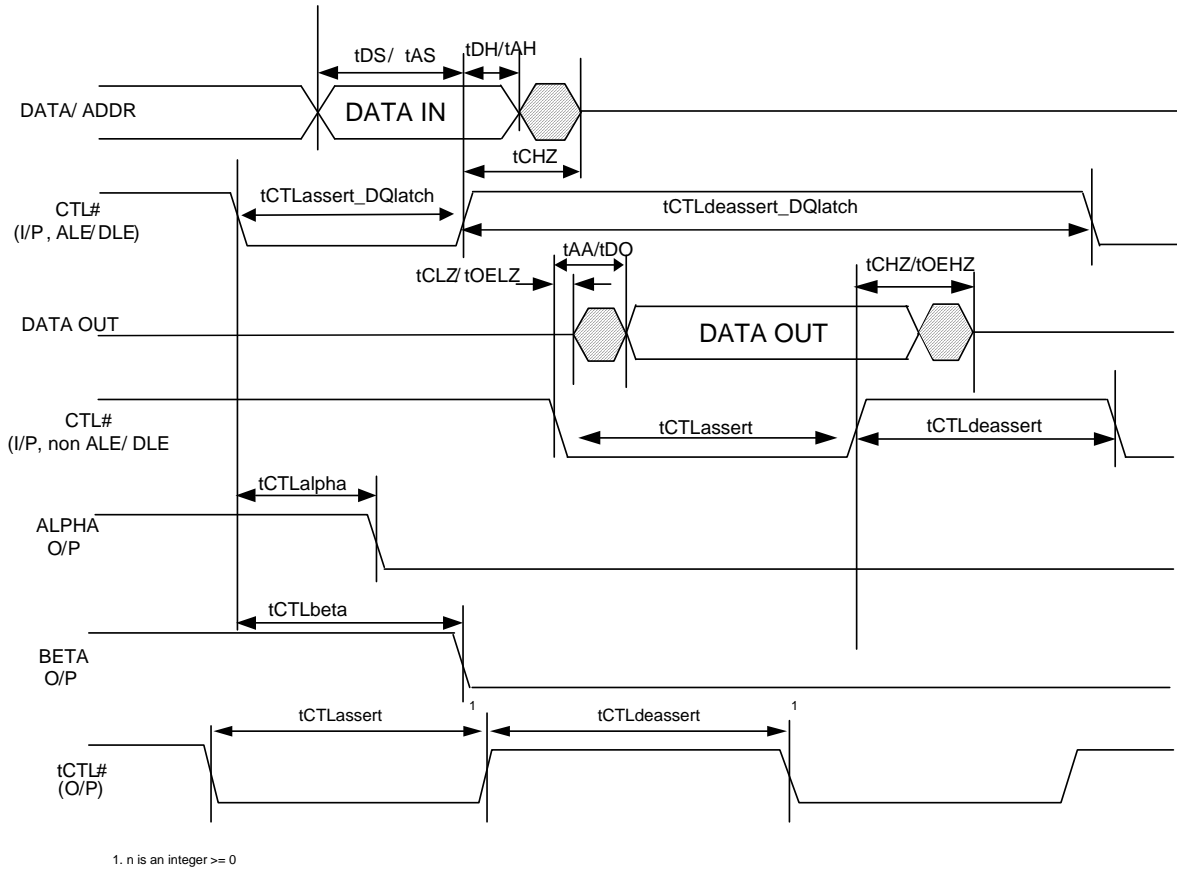 tDS/ tAS
tDH/tAH
DATA/ ADDR
DATA IN
tCHZ
CTL#
(I/P, ALE/DLE)
tCTLassert_DQlatch
tCTLdeassert_DQlatch
tAA/tDO
tCLZ/ tOELZ
tCHZ/tOEHZ
DATA OUT
DATA OUT
CTL#
(I/P, non ALE/ DLE
tCTLassert
tCTLdeassert
tCTLalpha
ALPHA
O/P
tCTLbeta
BETA
O/P
tCTLassert
1
tCTLdeassert
1
tCTL#
(O/P)
1. n is an integer >= 0